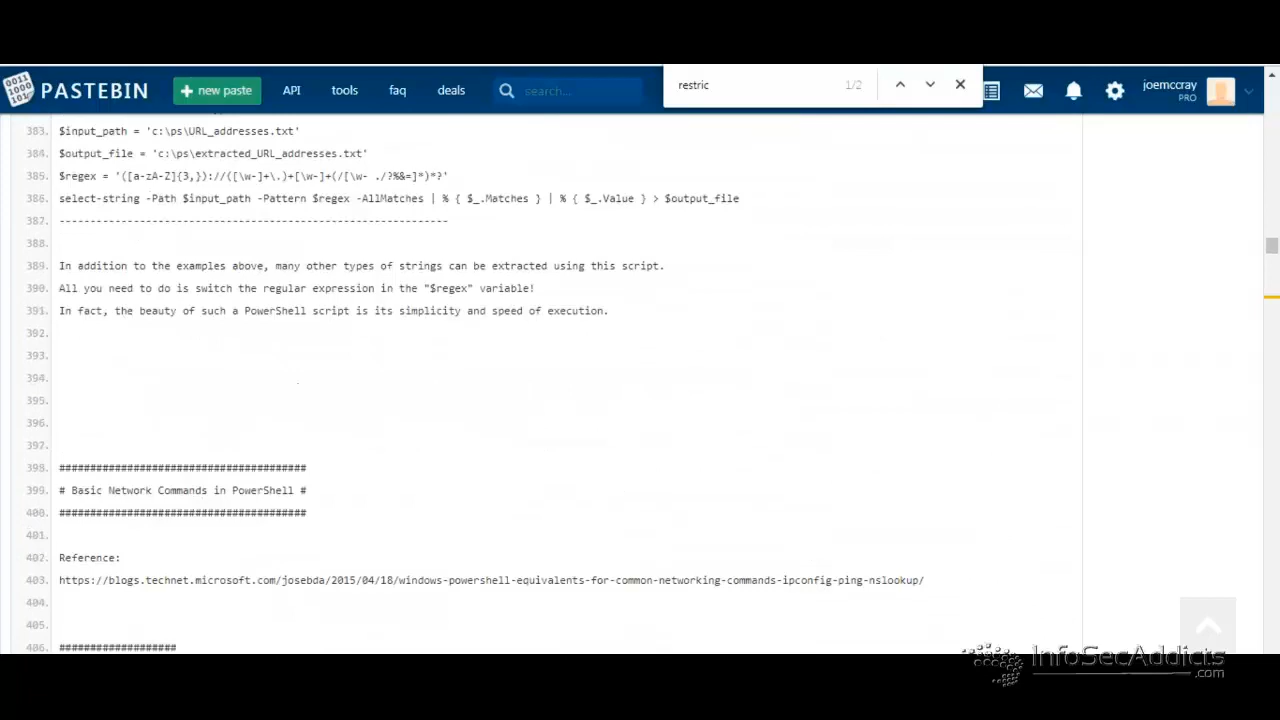 0011
1000
101
PASTEBIN
+ new paste
API
tools
faq
deals
search...
restric
1/2
joemccray
PRO
383. $input_path = 'c:\ps\URL_addresses.txt'
384. $output_file = 'c:\ps\extracted_URL_addresses.txt'
385. $regex = '([a-zA-Z]{3,})://([\w-]+\.)+[\w-]+(/[\w- ./?%&=]*)*?'
386. select-string -Path $input_path -Pattern $regex -AllMatches | % { $_.Matches } | % { $_.Value } > $output_file
387. ---------------------------------------------------------------
388.
389. In addition to the examples above, many other types of strings can be extracted using this script.
390. All you need to do is switch the regular expression in the "$regex" variable!
391. In fact, the beauty of such a PowerShell script is its simplicity and speed of execution.
392.
393.
394.
395.
396.
397.
398. ########################################
399. # Basic Network Commands in PowerShell #
400. ########################################
401.
402. Reference:
403. https://blogs.technet.microsoft.com/josebda/2015/04/18/windows-powershell-equivalents-for-common-networking-commands-ipconfig-ping-nslookup/
404.
405.
406. ###################
InfoSecAddicts
.com